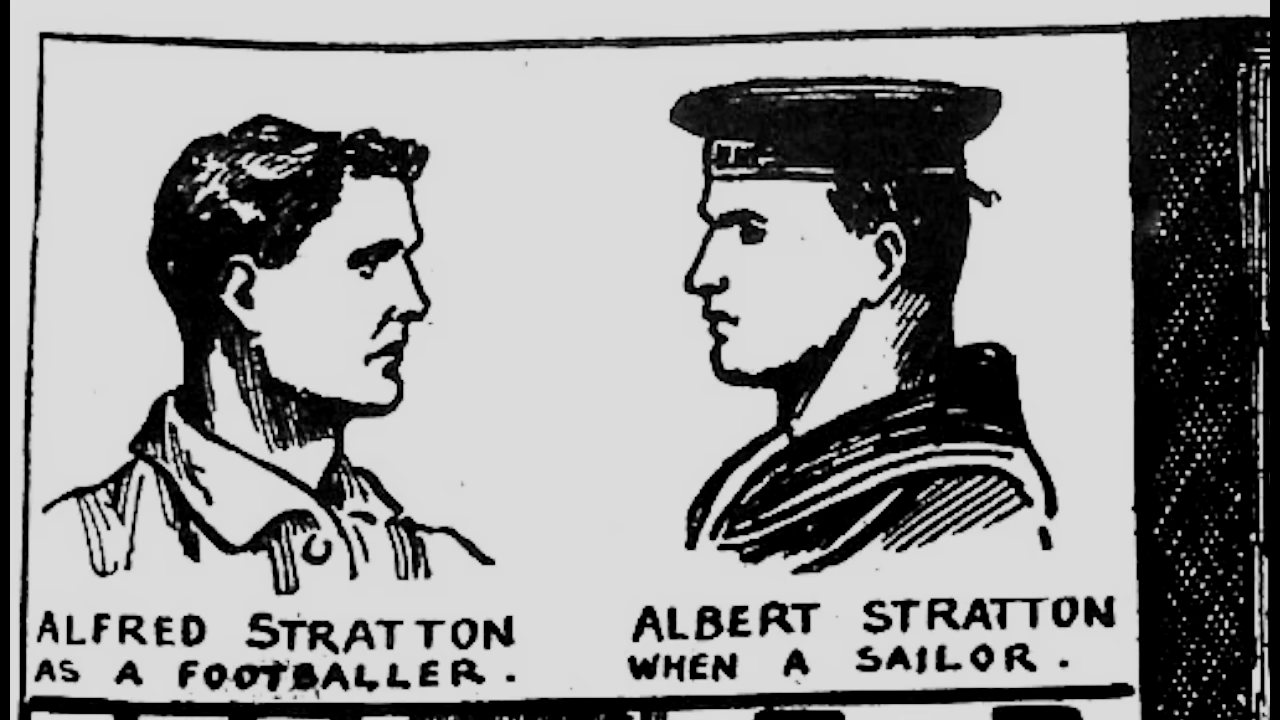 ALFRED STRATTON
AS A FOOTBALLER.
ALBERT STRATTON
WHEN A SAILOR.